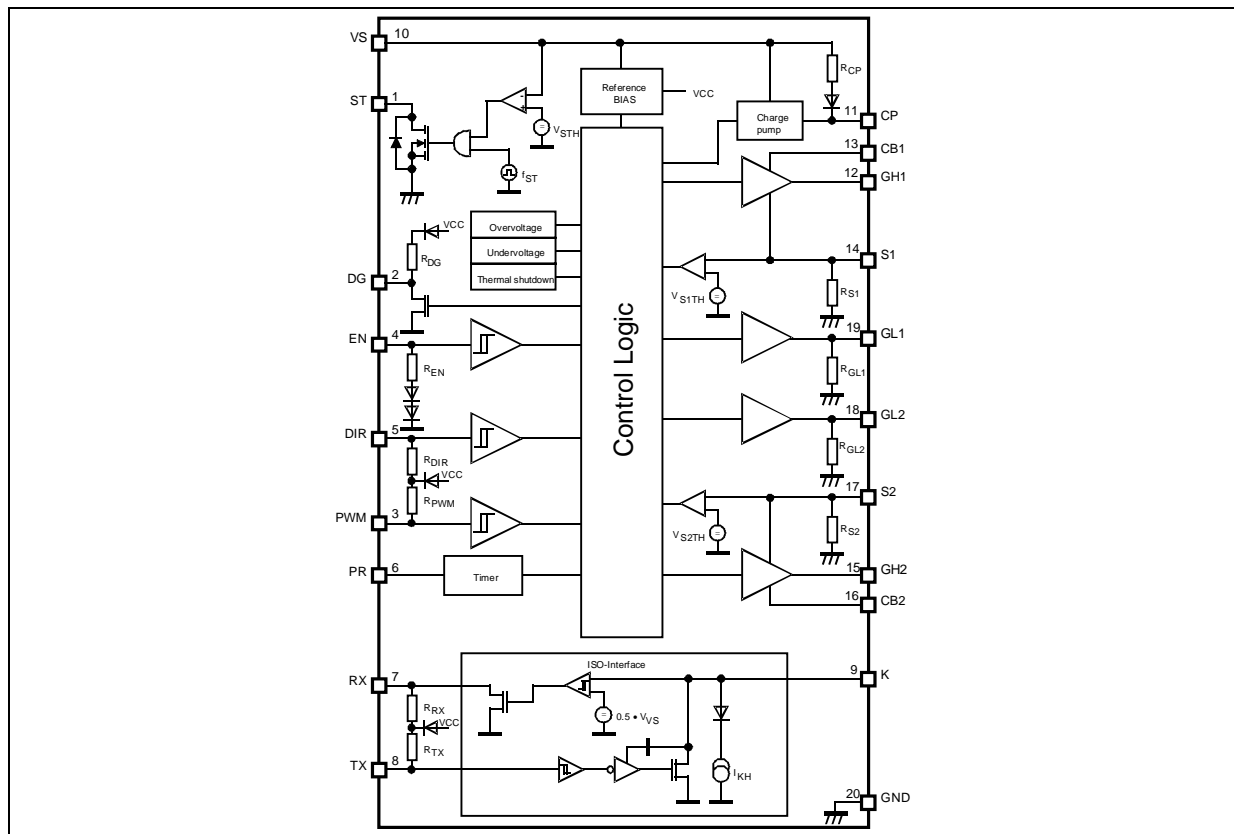 VS
10
R_CP
Reference
BIAS
VCC
ST
1
-
+
=
V_STH
Charge
pump
11
CP
13
CB1
12
GH1
f_ST
VCC
Overvoltage
Undervoltage
Thermal shutdown
R_DG
DG
2
14
S1
=
V_S1TH
R_S1
EN
4
19
GL1
R_EN
R_GL1
Control Logic
18
GL2
DIR
5
R_DIR
VCC
R_PWM
R_GL2
17
S2
PWM
3
=
V_S2TH
R_S2
PR
6
Timer
15
GH2
16
CB2
ISO-Interface
RX
7
9
K
R_RX
VCC
R_TX
=
0.5 • V_VS
TX
8
I_KH
20
GND